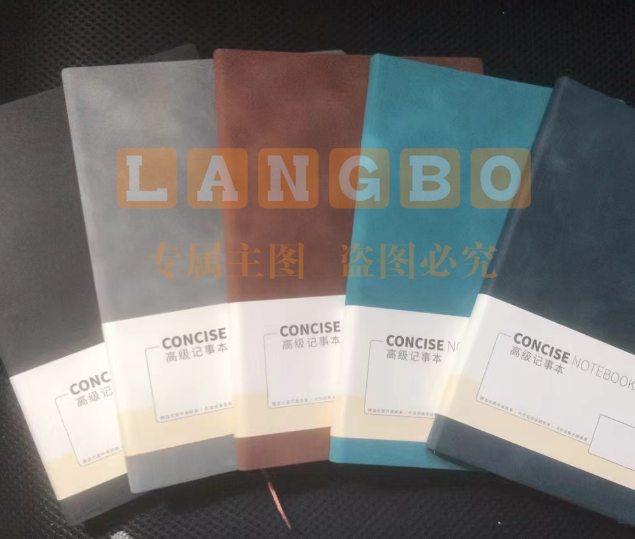 LANGBO
专属主图 盗图必究
CONCISE
高级记事本
CONCISE
高级记事本
CONCISE
高级记事本
CONCISE NO
高级记事本
CONCISE NOTEBOOK
高级记事本